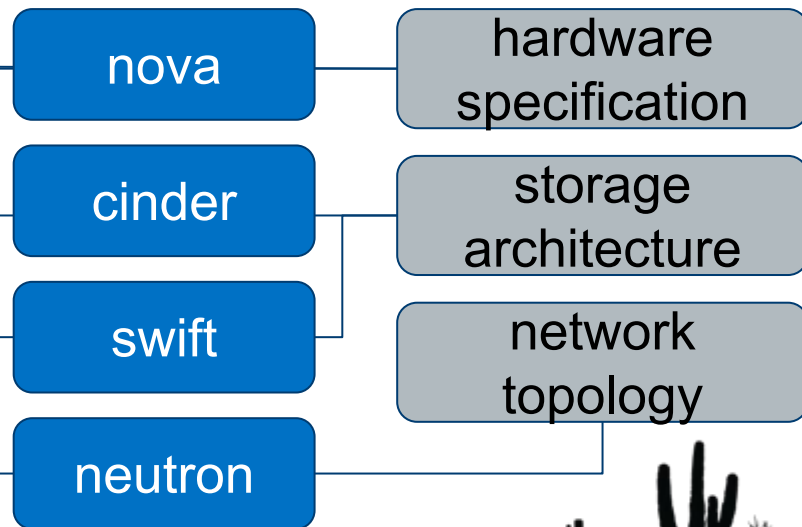 nova
hardware
specification
cinder
storage
architecture
swift
network
topology
neutron